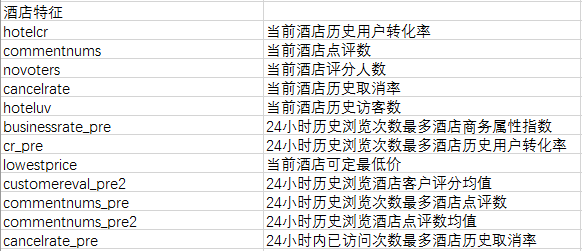 酒店特征
hotelcr 当前酒店历史用户转化率
commentnums 当前酒店点评数
novoters 当前酒店评分人数
cancelrate 当前酒店历史取消率
hoteluv 当前酒店历史访客数
businessrate_pre 24小时历史浏览次数最多酒店商务属性指数
cr_pre 24小时历史浏览次数最多酒店历史用户转化率
lowestprice 当前酒店可定最低价
customereval_pre2 24小时历史浏览酒店客户评分均值
commentnums_pre 24小时历史浏览次数最多酒店点评数
commentnums_pre2 24小时历史浏览酒店点评数均值
cancelrate_pre 24小时内已访问次数最多酒店历史取消率